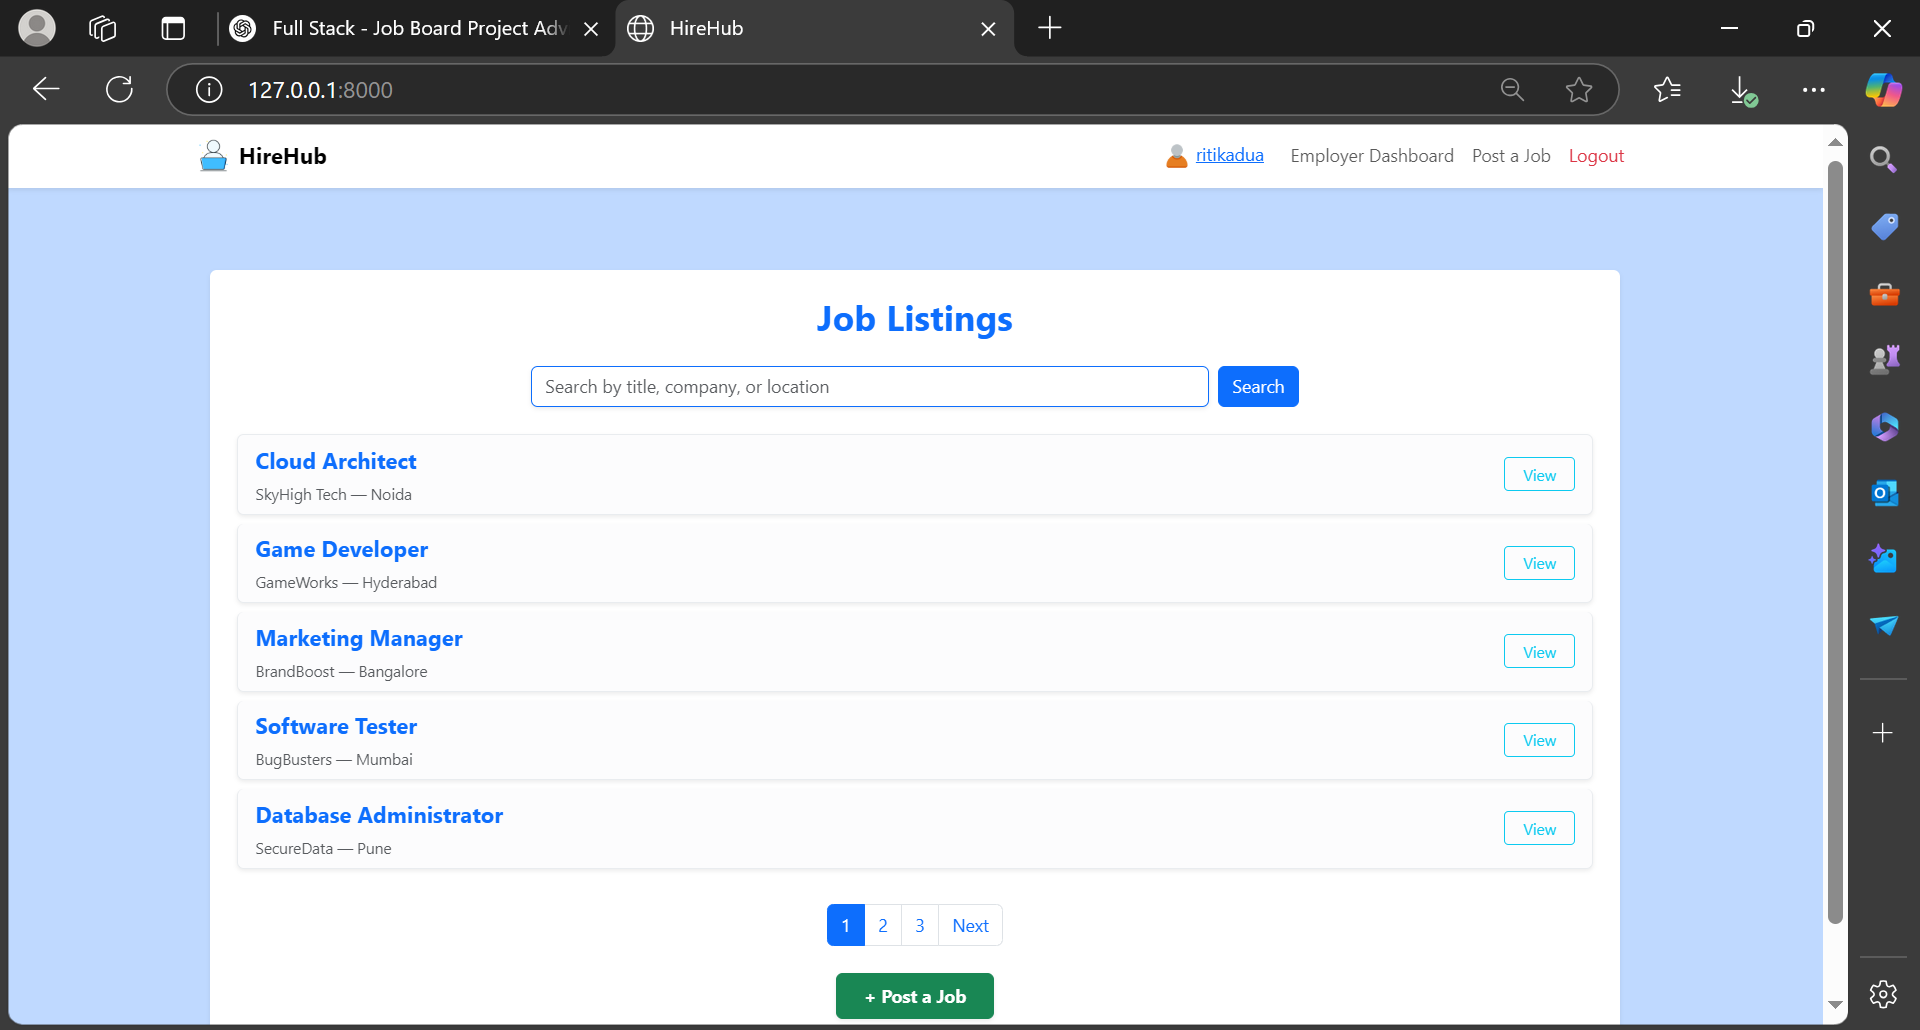 Full Stack - Job Board Project Adv
HireHub
127.0.0.1:8000
HireHub
ritikadua Employer Dashboard Post a Job Logout
Job Listings
Search by title, company, or location Search
Cloud Architect
SkyHigh Tech — Noida
View
Game Developer
GameWorks — Hyderabad
View
Marketing Manager
BrandBoost — Bangalore
View
Software Tester
BugBusters — Mumbai
View
Database Administrator
SecureData — Pune
View
1 2 3 Next
+ Post a Job